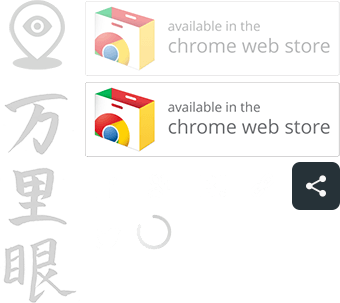 available in the
chrome web store
available in the
chrome web store
万
里
眼